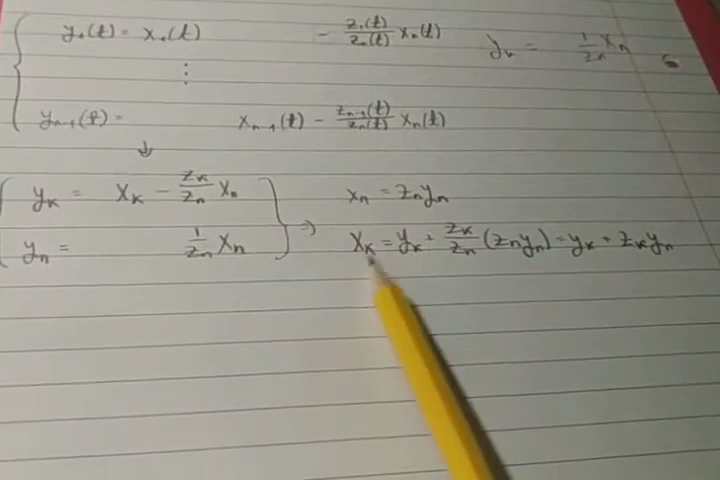 y₁(t) = x₁(t) - z₁(t)/zₙ(t) xₙ(t)
yₖ = 1/zₙ xₙ
⋮
yₙ₋₁(t) = xₙ₋₁(t) - zₙ₋₁(t)/zₙ(t) xₙ(t)
↓
yₖ = xₖ - zₖ/zₙ xₙ
xₙ = zₙyₙ
yₙ = 1/zₙ xₙ
⇒ xₖ = yₖ + zₖ/zₙ (zₙyₙ) = yₖ + zₖyₙ